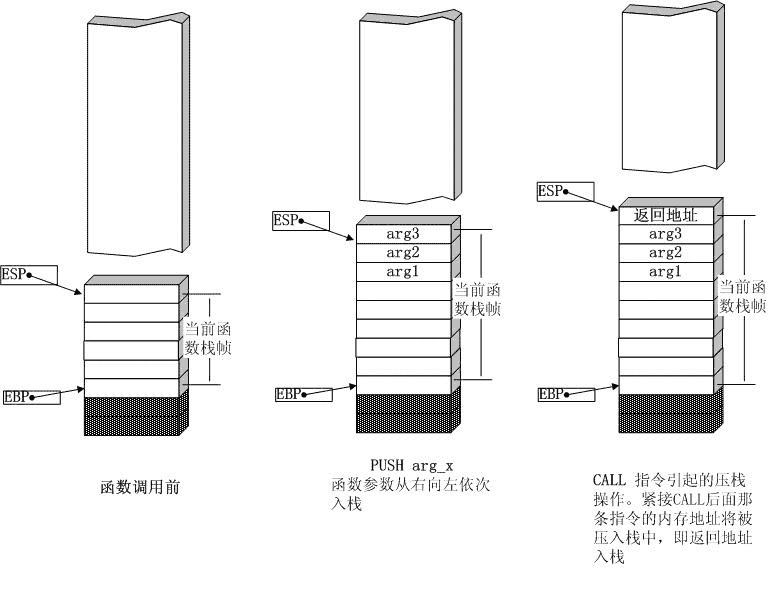 ESP
当前函
数栈帧
EBP
函数调用前
ESP
arg3
arg2
arg1
当前函
数栈帧
EBP
PUSH arg_x
函数参数从右向左依次
入栈
ESP
返回地址
arg3
arg2
arg1
当前函
数栈帧
EBP
CALL 指令引起的压栈
操作。紧接CALL后面那
条指令的内存地址将被
压入栈中，即返回地址
入栈